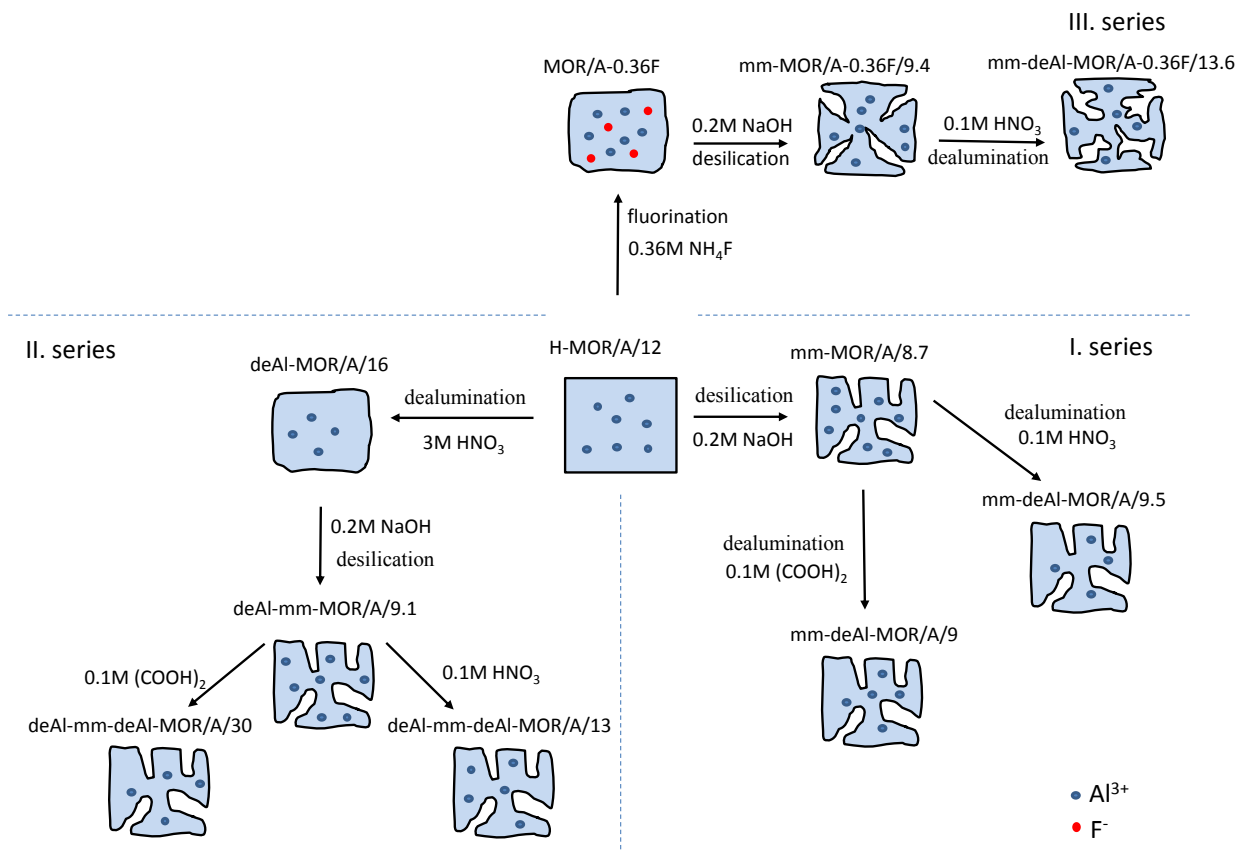 III. series
MOR/A-0.36F
mm-MOR/A-0.36F/9.4
mm-deAl-MOR/A-0.36F/13.6
0.2M NaOH
desilication
0.1M HNO₃
dealumination
fluorination
0.36M NH₄F
II. series
I. series
deAl-MOR/A/16
H-MOR/A/12
mm-MOR/A/8.7
dealumination
3M HNO₃
desilication
0.2M NaOH
dealumination
0.1M HNO₃
mm-deAl-MOR/A/9.5
0.2M NaOH
desilication
dealumination
0.1M (COOH)₂
deAl-mm-MOR/A/9.1
mm-deAl-MOR/A/9
0.1M (COOH)₂
0.1M HNO₃
deAl-mm-deAl-MOR/A/30
deAl-mm-deAl-MOR/A/13
Al³⁺
F⁻